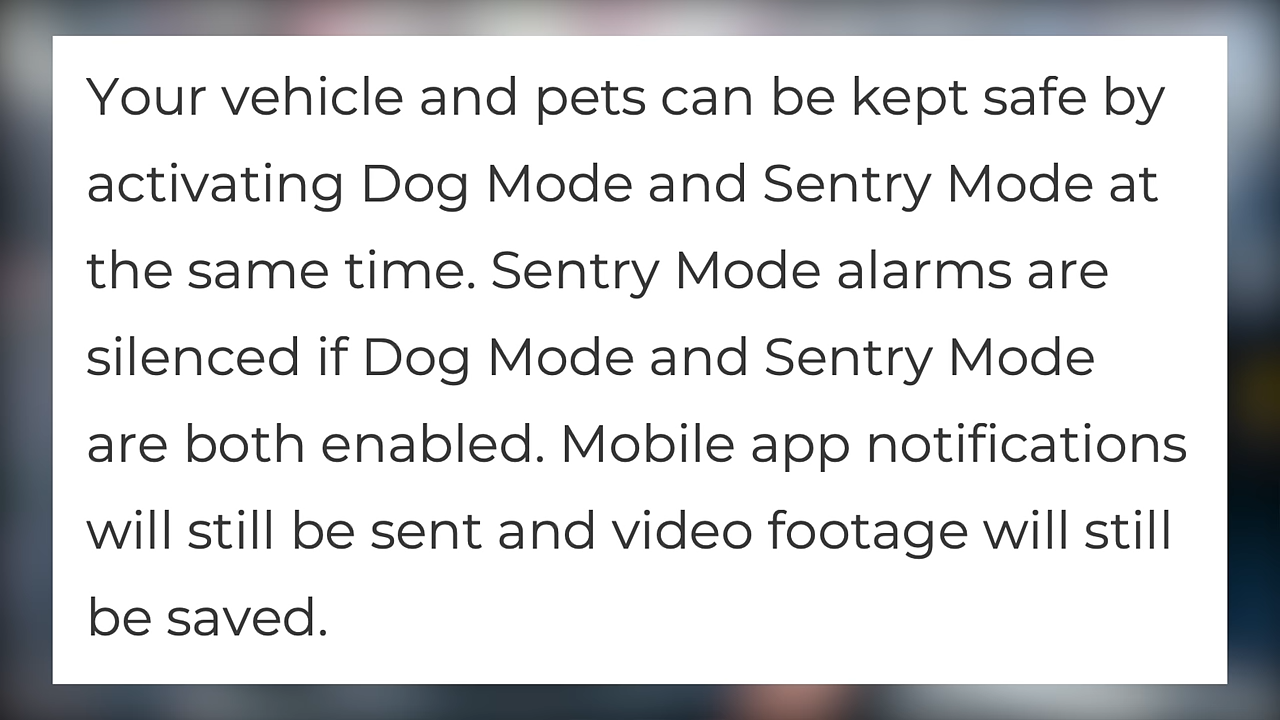 Your vehicle and pets can be kept safe by
activating Dog Mode and Sentry Mode at
the same time. Sentry Mode alarms are
silenced if Dog Mode and Sentry Mode
are both enabled. Mobile app notifications
will still be sent and video footage will still
be saved.